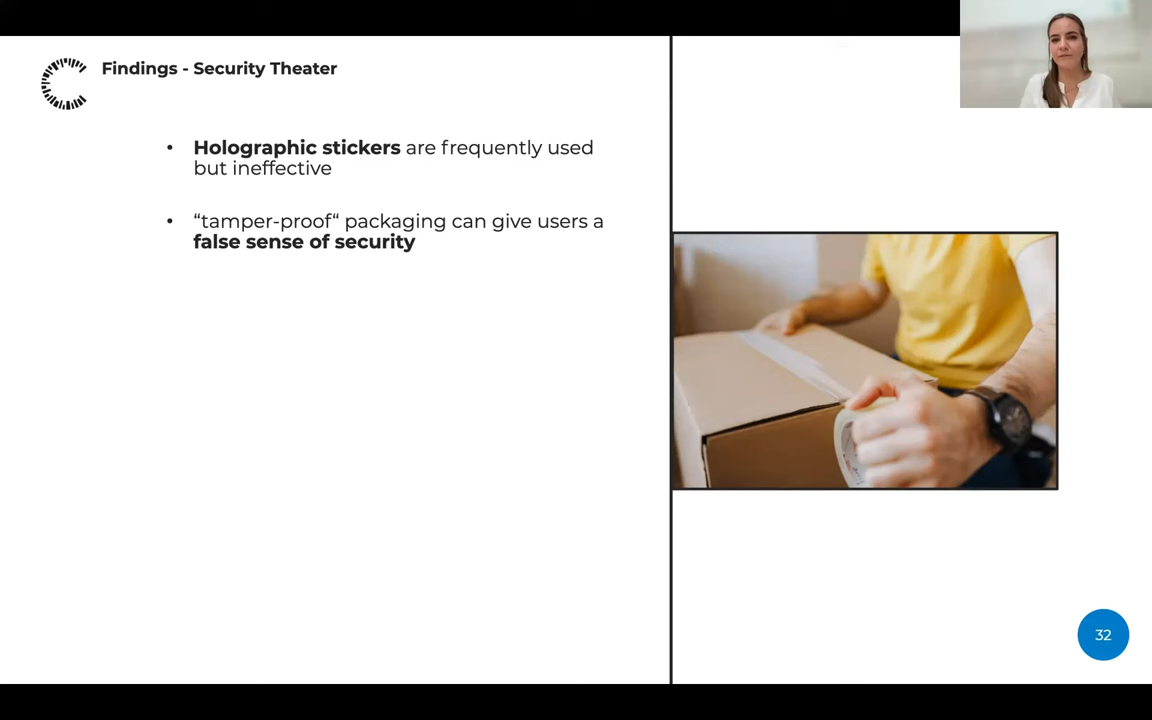 Findings - Security Theater
• Holographic stickers are frequently used
but ineffective
• “tamper-proof“ packaging can give users a
false sense of security
32